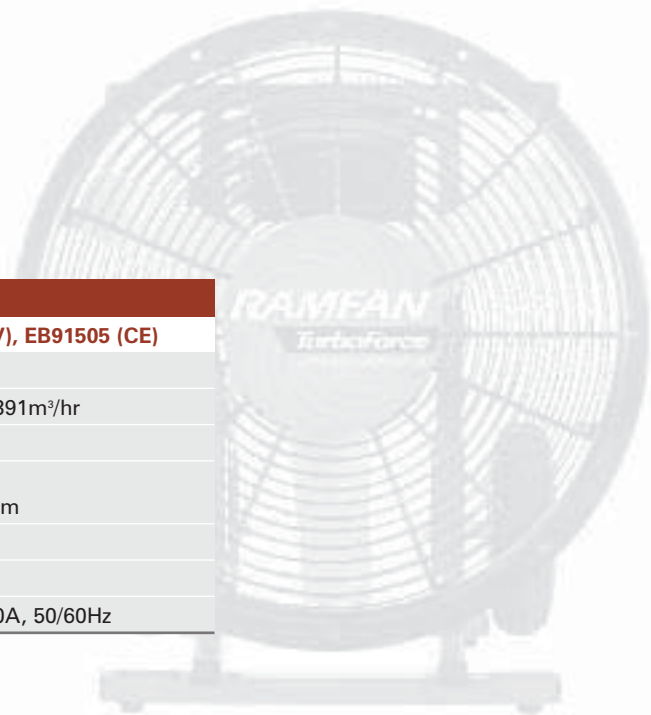 RAMFAN
TurboForce
/), EB91505 (CE)
391m³/hr
m
0A, 50/60Hz